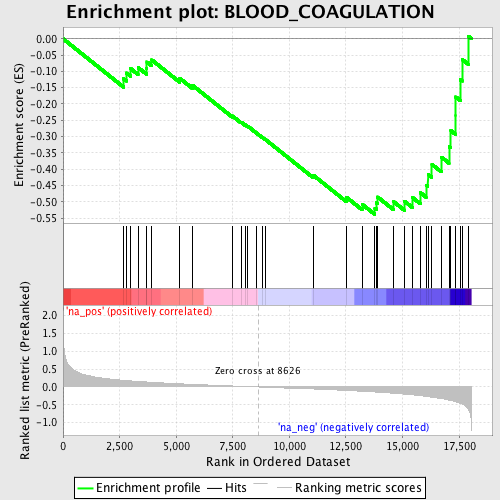 Enrichment plot: BLOOD_COAGULATION
Enrichment score (ES)
0.00
-0.05
-0.10
-0.15
-0.20
-0.25
-0.30
-0.35
-0.40
-0.45
-0.50
-0.55
Ranked list metric (PreRanked)
2.0
1.5
1.0
0.5
0.0
-0.5
-1.0
'na_pos' (positively correlated)
Zero cross at 8626
'na_neg' (negatively correlated)
0
2,500
5,000
7,500
10,000
12,500
15,000
17,500
Rank in Ordered Dataset
Enrichment profile
Hits
Ranking metric scores